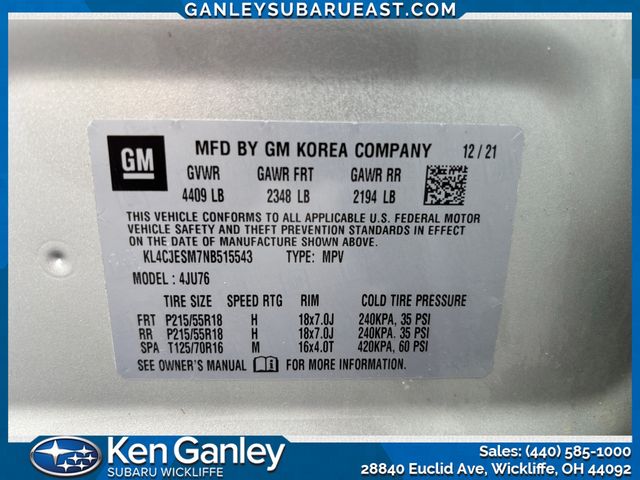 GANLEYSUBARUEAST.COM
GM
MFD BY GM KOREA COMPANY 12/21
GVWR GAWR FRT GAWR RR
4409 LB 2348 LB 2194 LB
THIS VEHICLE CONFORMS TO ALL APPLICABLE U.S. FEDERAL MOTOR
VEHICLE SAFETY AND THEFT PREVENTION STANDARDS IN EFFECT ON
THE DATE OF MANUFACTURE SHOWN ABOVE.
KL4CJESM7NB515543 TYPE: MPV
MODEL : 4JU76
TIRE SIZE SPEED RTG RIM COLD TIRE PRESSURE
FRT P215/55R18 H 18x7.0J 240KPA, 35 PSI
RR P215/55R18 H 18x7.0J 240KPA, 35 PSI
SPA T125/70R16 M 16x4.0T 420KPA, 60 PSI
SEE OWNER'S MANUAL FOR MORE INFORMATION.
Ken Ganley
SUBARU WICKLIFFE
Sales: (440) 585-1000
28840 Euclid Ave, Wickliffe, OH 44092